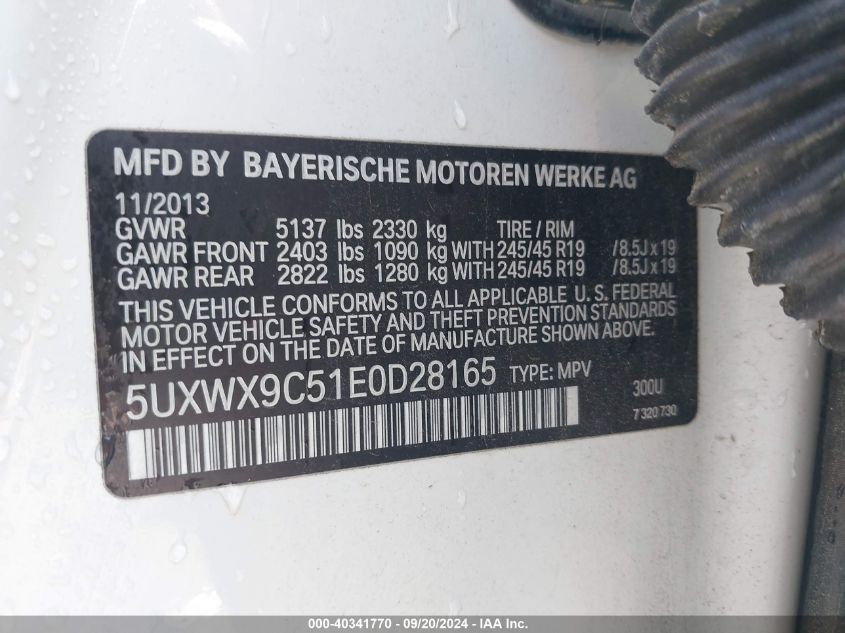 MFD BY BAYERISCHE MOTOREN WERKE AG
11/2013
GVWR 5137 lbs 2330 kg TIRE / RIM
GAWR FRONT 2403 lbs 1090 kg WITH 245/45 R19 /8.5J x 19
GAWR REAR 2822 lbs 1280 kg WITH 245/45 R19 /8.5J x 19
THIS VEHICLE CONFORMS TO ALL APPLICABLE U. S. FEDERAL
MOTOR VEHICLE SAFETY AND THEFT PREVENTION STANDARDS
IN EFFECT ON THE DATE OF MANUFACTURE SHOWN ABOVE.
5UXWX9C51E0D28165 TYPE: MPV 300U
7 320 730
000-40341770 - 09/20/2024 - IAA Inc.